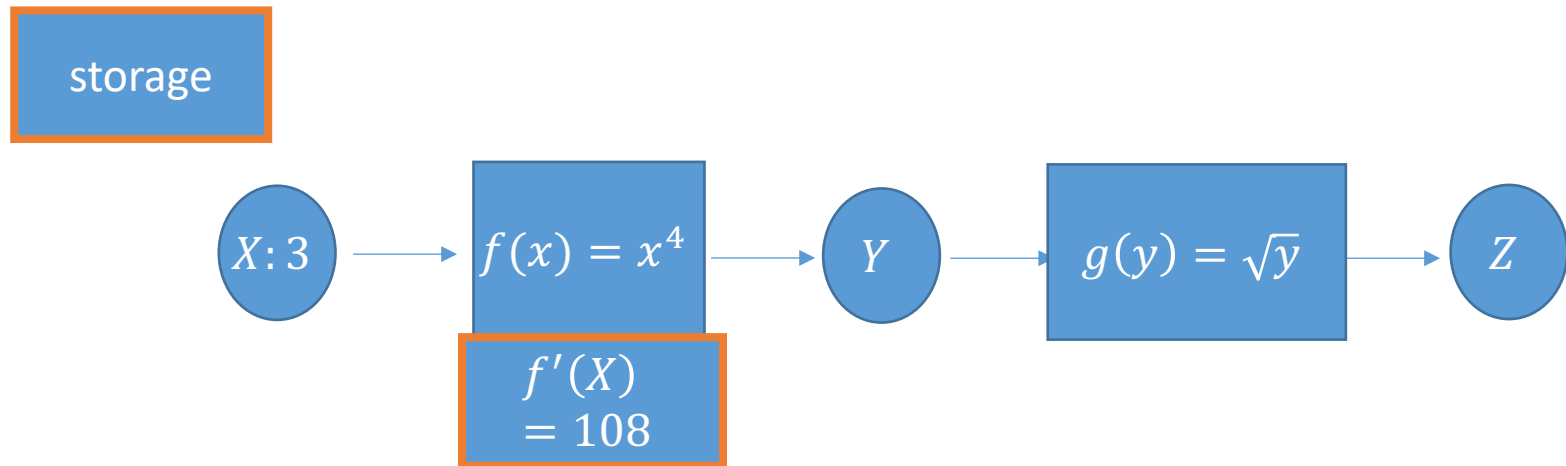 storage
X: 3
f(x) = x⁴
Y
g(y) = √y
Z
f′(X)
= 108